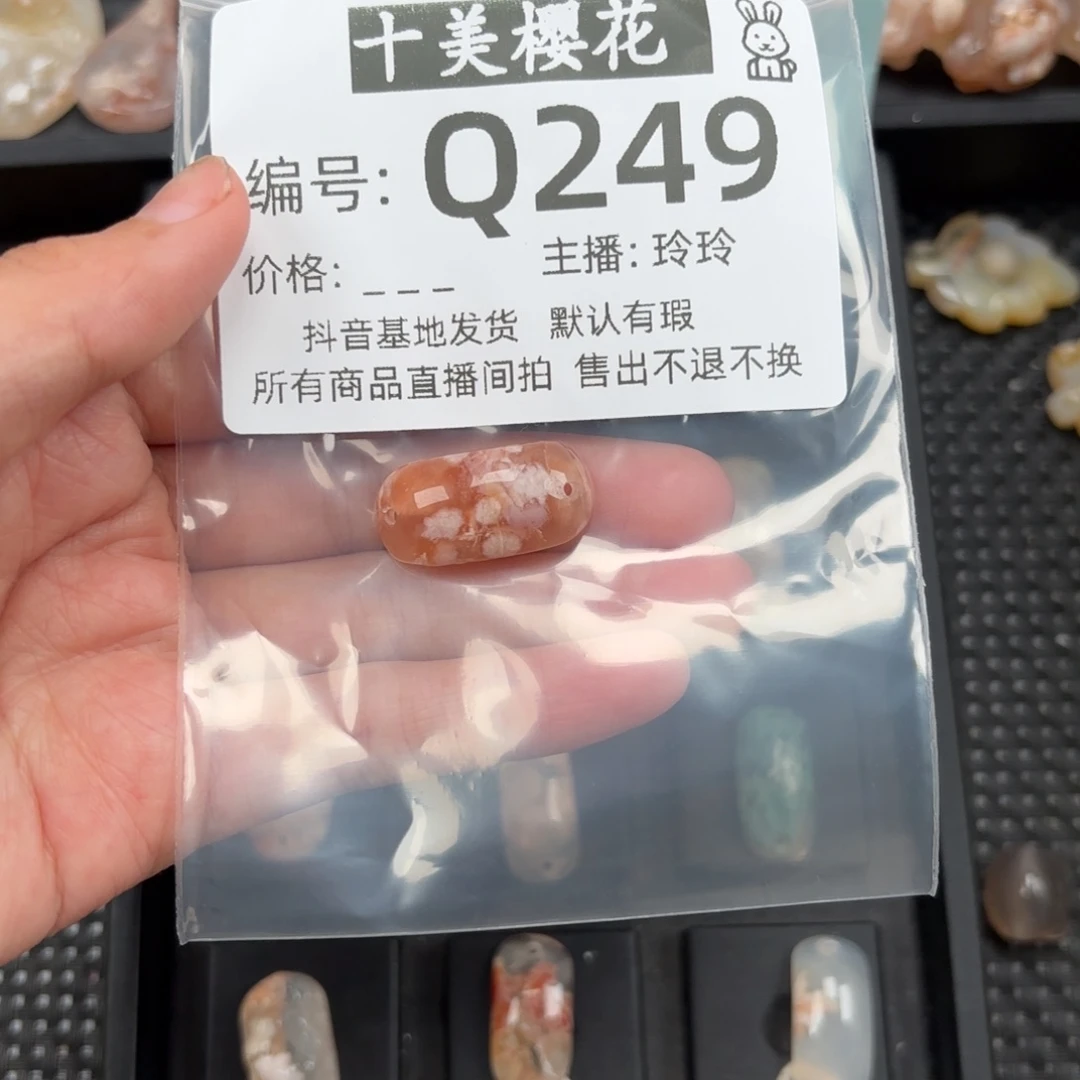 十美樱花
编号: Q249
价格: _ _ _ 主播: 玲玲
抖音基地发货 默认有瑕
所有商品直播间拍 售出不退不换